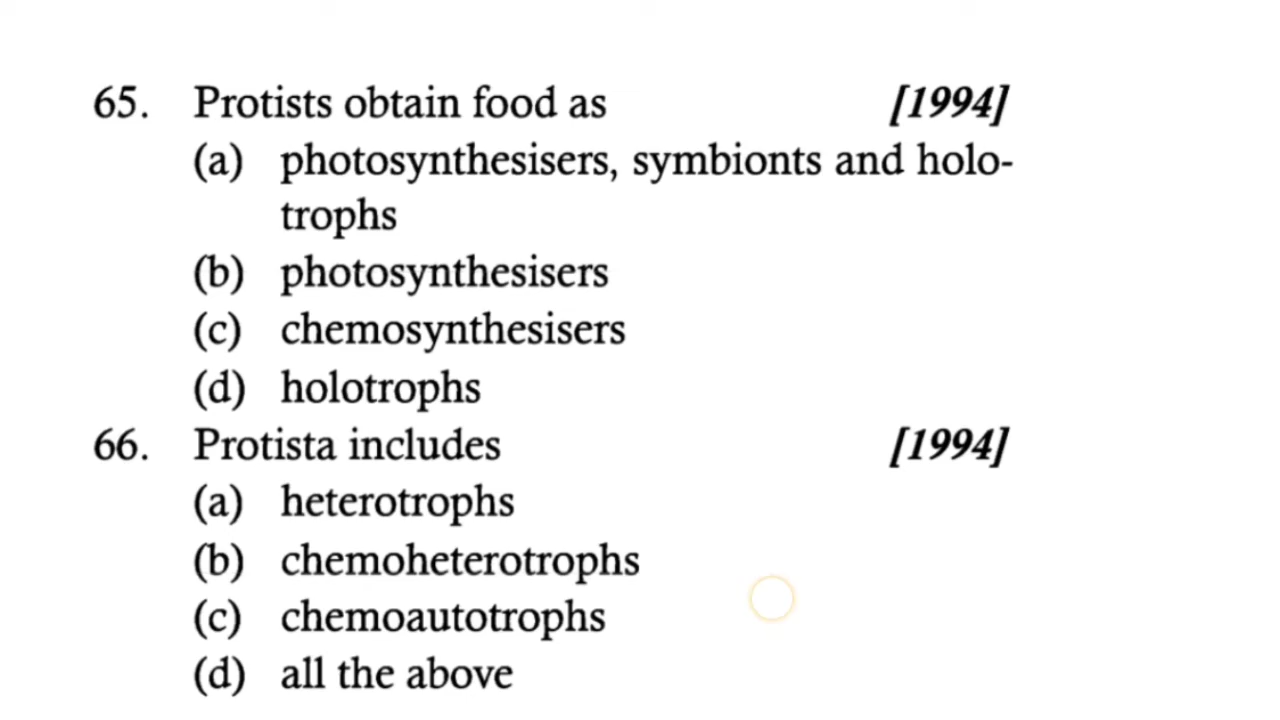 65. Protists obtain food as [1994]
(a) photosynthesisers, symbionts and holo-
trophs
(b) photosynthesisers
(c) chemosynthesisers
(d) holotrophs
66. Protista includes [1994]
(a) heterotrophs
(b) chemoheterotrophs
(c) chemoautotrophs
(d) all the above